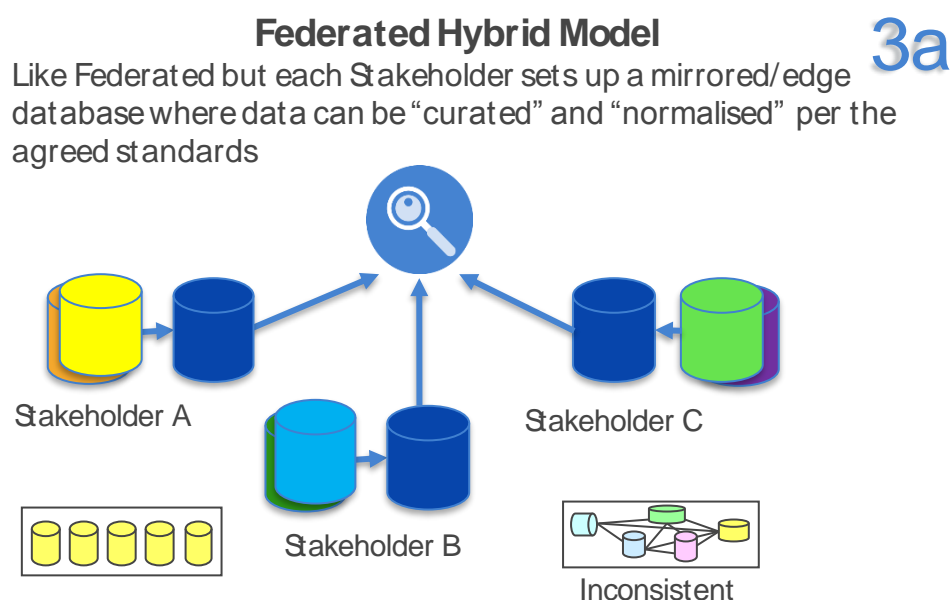 Federated Hybrid Model
3a
Like Federated but each Stakeholder sets up a mirrored/edge
database where data can be “curated” and “normalised” per the
agreed standards
Stakeholder A
Stakeholder C
Stakeholder B
Inconsistent